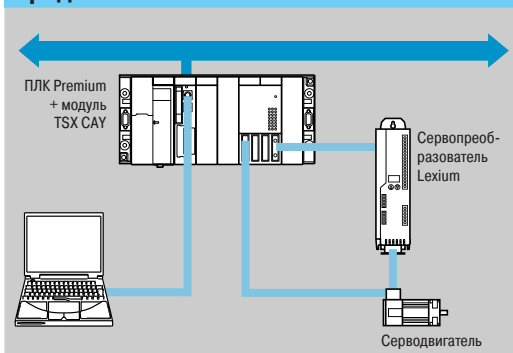 ПЛК Premium
+ модуль
TSX CAY
Сервопреоб-
разователь
Lexium
Серводвигатель